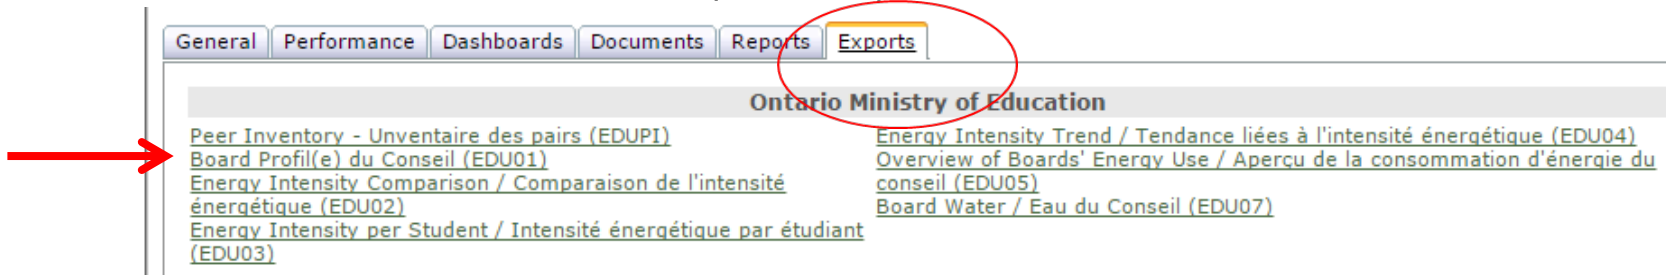 General Performance Dashboards Documents Reports Exports
Ontario Ministry of Education
Peer Inventory - Unventaire des pairs (EDUPI)
Board Profil(e) du Conseil (EDU01)
Energy Intensity Comparison / Comparaison de l'intensité
énergétique (EDU02)
Energy Intensity per Student / Intensité énergétique par étudiant
(EDU03)
Energy Intensity Trend / Tendance liées à l'intensité énergétique (EDU04)
Overview of Boards' Energy Use / Aperçu de la consommation d'énergie du
conseil (EDU05)
Board Water / Eau du Conseil (EDU07)